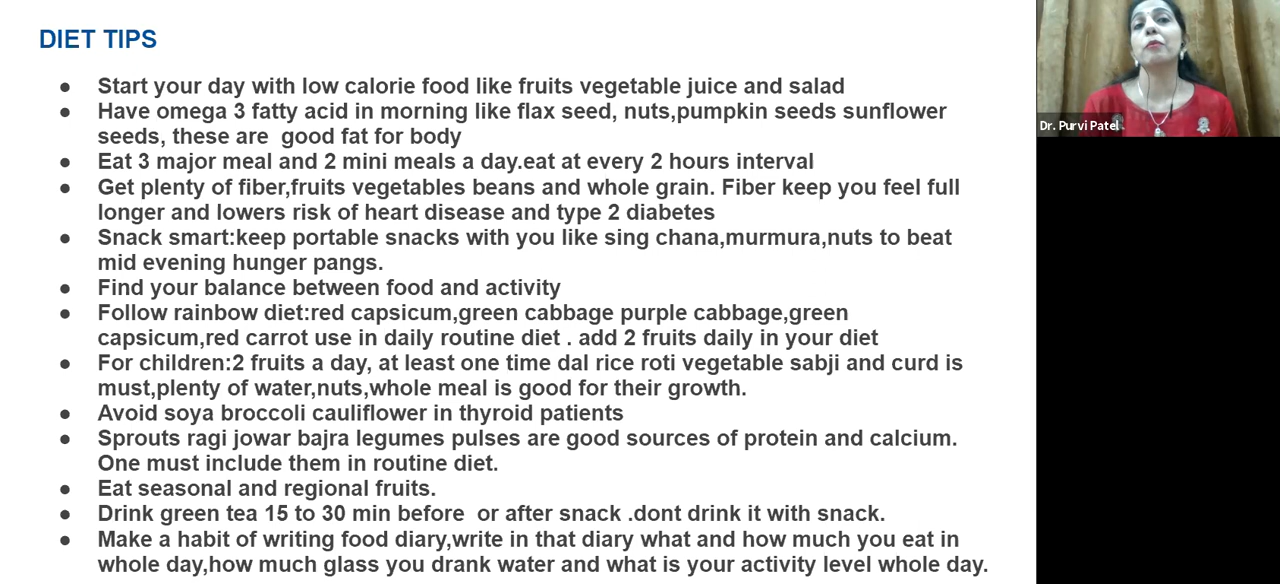 DIET TIPS
● Start your day with low calorie food like fruits vegetable juice and salad
● Have omega 3 fatty acid in morning like flax seed, nuts,pumpkin seeds sunflower
seeds, these are  good fat for body
● Eat 3 major meal and 2 mini meals a day.eat at every 2 hours interval
● Get plenty of fiber,fruits vegetables beans and whole grain. Fiber keep you feel full
longer and lowers risk of heart disease and type 2 diabetes
● Snack smart:keep portable snacks with you like sing chana,murmura,nuts to beat
mid evening hunger pangs.
● Find your balance between food and activity
● Follow rainbow diet:red capsicum,green cabbage purple cabbage,green
capsicum,red carrot use in daily routine diet . add 2 fruits daily in your diet
● For children:2 fruits a day, at least one time dal rice roti vegetable sabji and curd is
must,plenty of water,nuts,whole meal is good for their growth.
● Avoid soya broccoli cauliflower in thyroid patients
● Sprouts ragi jowar bajra legumes pulses are good sources of protein and calcium.
One must include them in routine diet.
● Eat seasonal and regional fruits.
● Drink green tea 15 to 30 min before  or after snack .dont drink it with snack.
● Make a habit of writing food diary,write in that diary what and how much you eat in
whole day,how much glass you drank water and what is your activity level whole day.
Dr. Purvi Patel